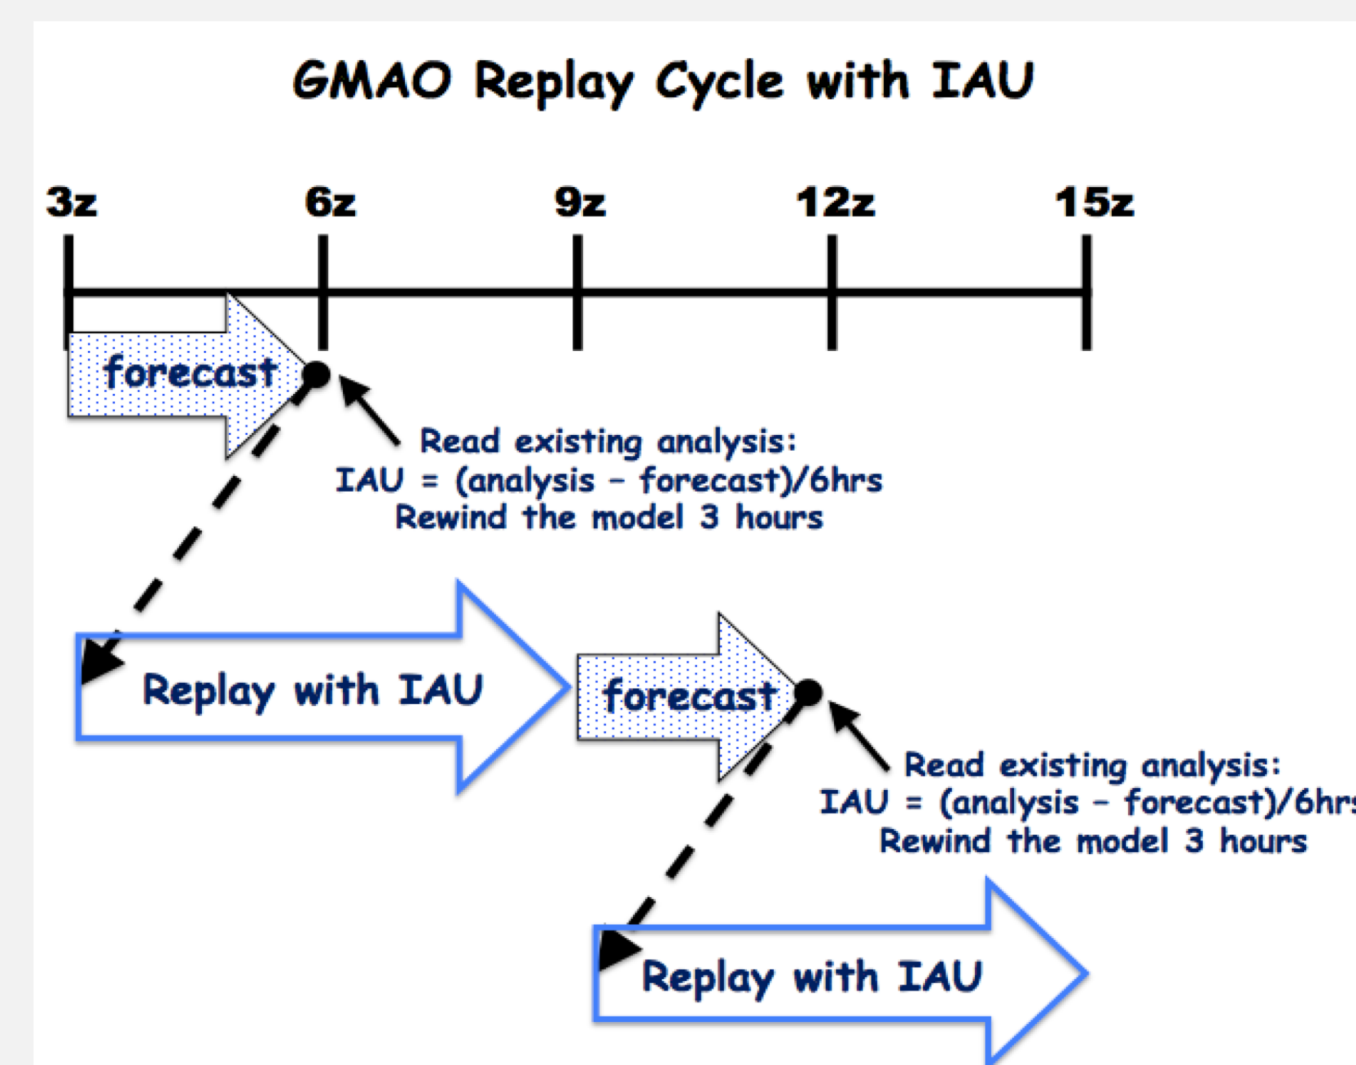 GMAO Replay Cycle with IAU
3z 6z 9z 12z 15z
forecast
Read existing analysis:
IAU = (analysis – forecast)/6hrs
Rewind the model 3 hours
Replay with IAU
forecast
Read existing analysis:
IAU = (analysis – forecast)/6hrs
Rewind the model 3 hours
Replay with IAU